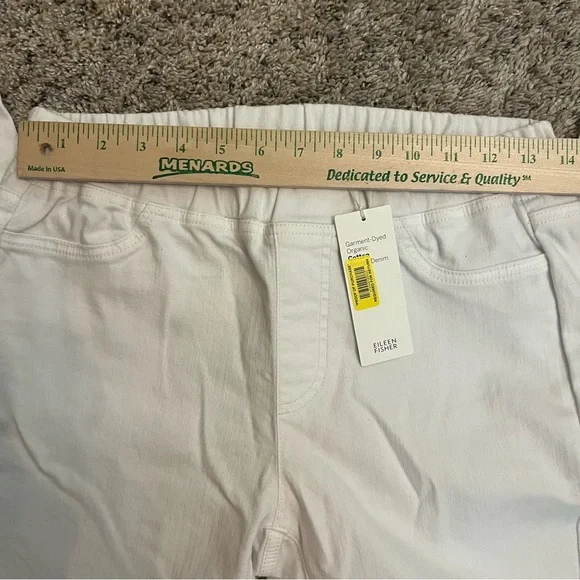 1 2 3 4 5 6 7 8 9 10 11 12 13 14
Made in USA
MENARDS
Dedicated to Service & Quality SM
Garment-Dyed
Organic
Cotton
Denim
EILEEN
FISHER